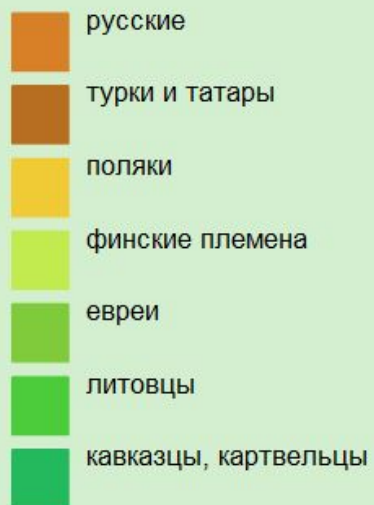 русские
турки и татары
поляки
финские племена
евреи
литовцы
кавказцы, картвельцы